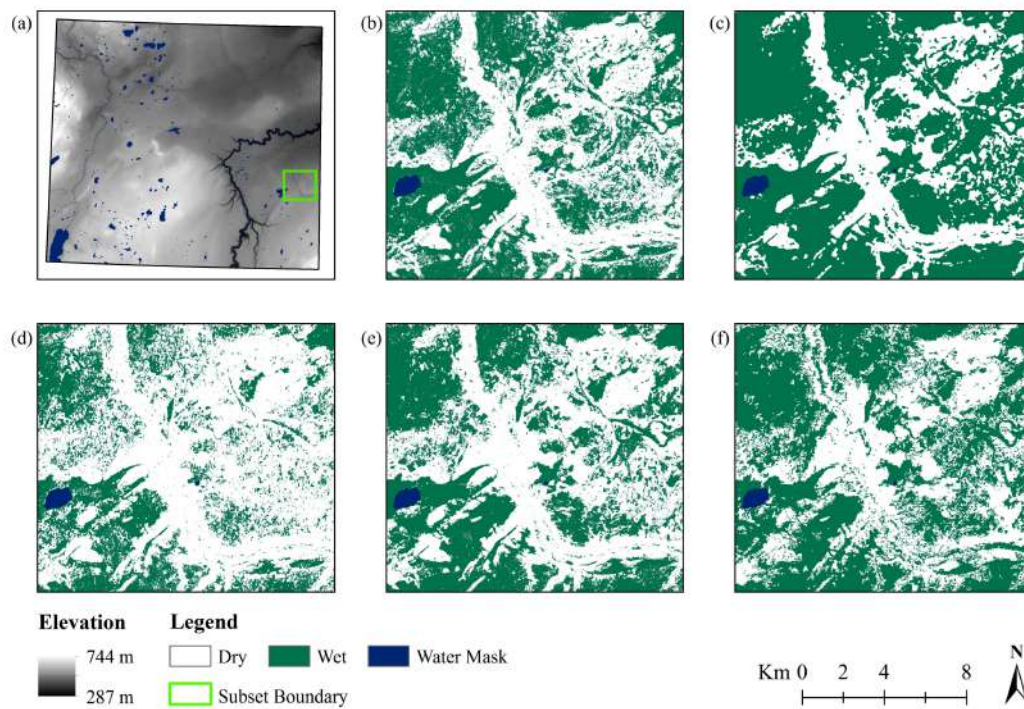 (a)
(b)
(c)
(d)
(e)
(f)
Elevation
744 m
287 m
Legend
Dry
Wet
Water Mask
Subset Boundary
Km 0 2 4 8
N